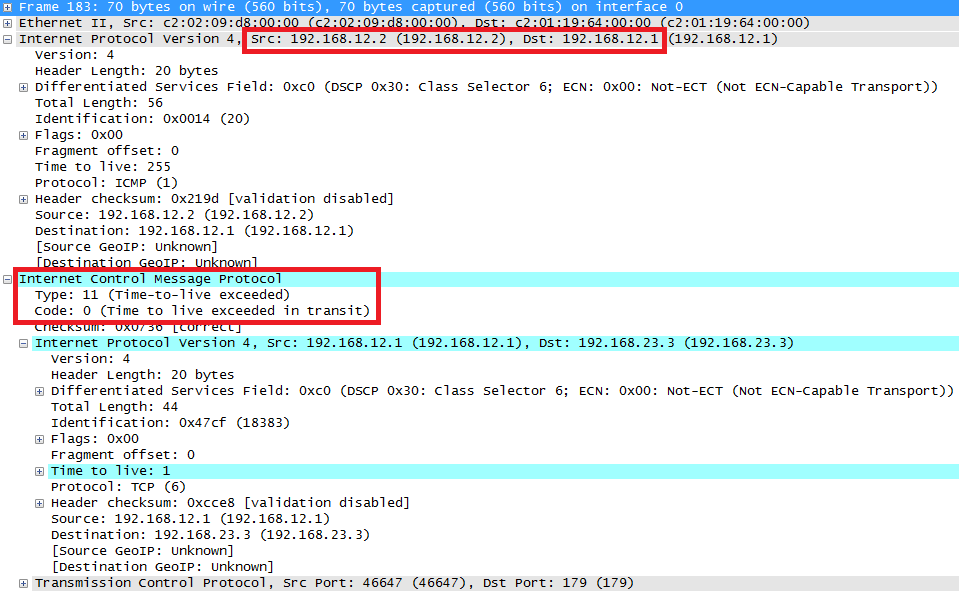 Frame 183: 70 bytes on wire (560 bits), 70 bytes captured (560 bits) on interface 0
Ethernet II, Src: c2:02:09:d8:00:00 (c2:02:09:d8:00:00), Dst: c2:01:19:64:00:00 (c2:01:19:64:00:00)
Internet Protocol Version 4, Src: 192.168.12.2 (192.168.12.2), Dst: 192.168.12.1 (192.168.12.1)
Version: 4
Header Length: 20 bytes
Differentiated Services Field: 0xc0 (DSCP 0x30: Class Selector 6; ECN: 0x00: Not-ECT (Not ECN-Capable Transport))
Total Length: 56
Identification: 0x0014 (20)
Flags: 0x00
Fragment offset: 0
Time to live: 255
Protocol: ICMP (1)
Header checksum: 0x219d [validation disabled]
Source: 192.168.12.2 (192.168.12.2)
Destination: 192.168.12.1 (192.168.12.1)
[Source GeoIP: Unknown]
[Destination GeoIP: Unknown]
Internet Control Message Protocol
Type: 11 (Time-to-live exceeded)
Code: 0 (Time to live exceeded in transit)
Checksum: 0x0736 [correct]
Internet Protocol Version 4, Src: 192.168.12.1 (192.168.12.1), Dst: 192.168.23.3 (192.168.23.3)
Version: 4
Header Length: 20 bytes
Differentiated Services Field: 0xc0 (DSCP 0x30: Class Selector 6; ECN: 0x00: Not-ECT (Not ECN-Capable Transport))
Total Length: 44
Identification: 0x47cf (18383)
Flags: 0x00
Fragment offset: 0
Time to live: 1
Protocol: TCP (6)
Header checksum: 0xcce8 [validation disabled]
Source: 192.168.12.1 (192.168.12.1)
Destination: 192.168.23.3 (192.168.23.3)
[Source GeoIP: Unknown]
[Destination GeoIP: Unknown]
Transmission Control Protocol, Src Port: 46647 (46647), Dst Port: 179 (179)